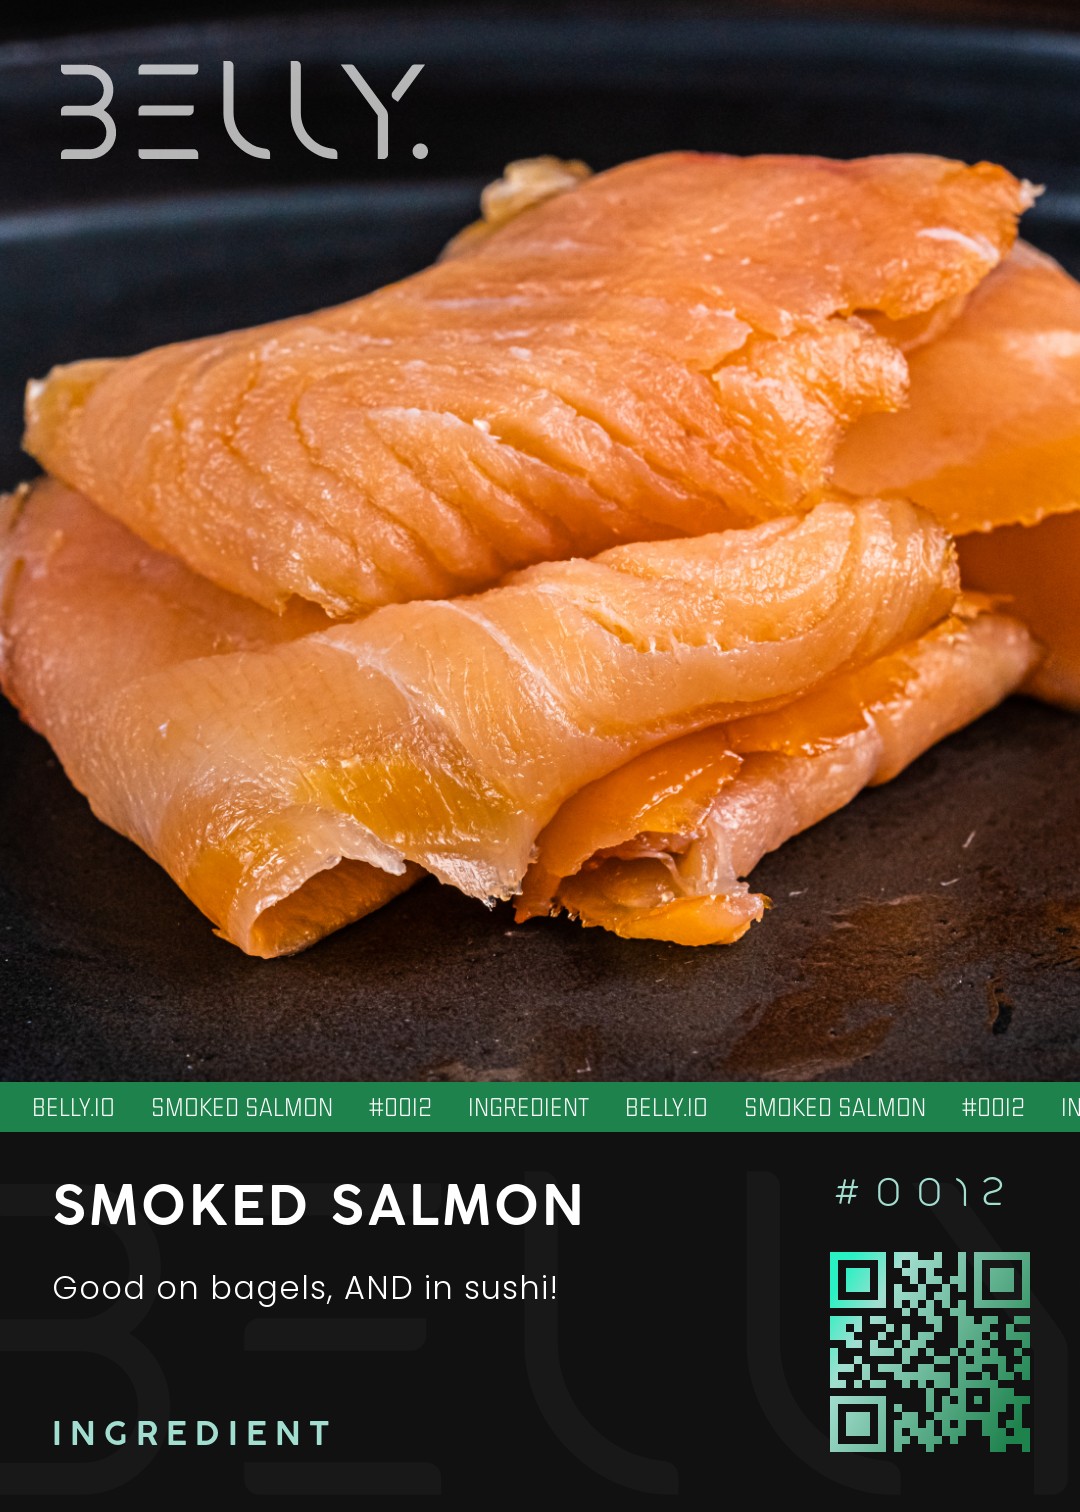 BELLY.
BELLY.IO SMOKED SALMON #0012 INGREDIENT BELLY.IO SMOKED SALMON #0012 IN
SMOKED SALMON
#0012
Good on bagels, AND in sushi!
INGREDIENT
BELLY